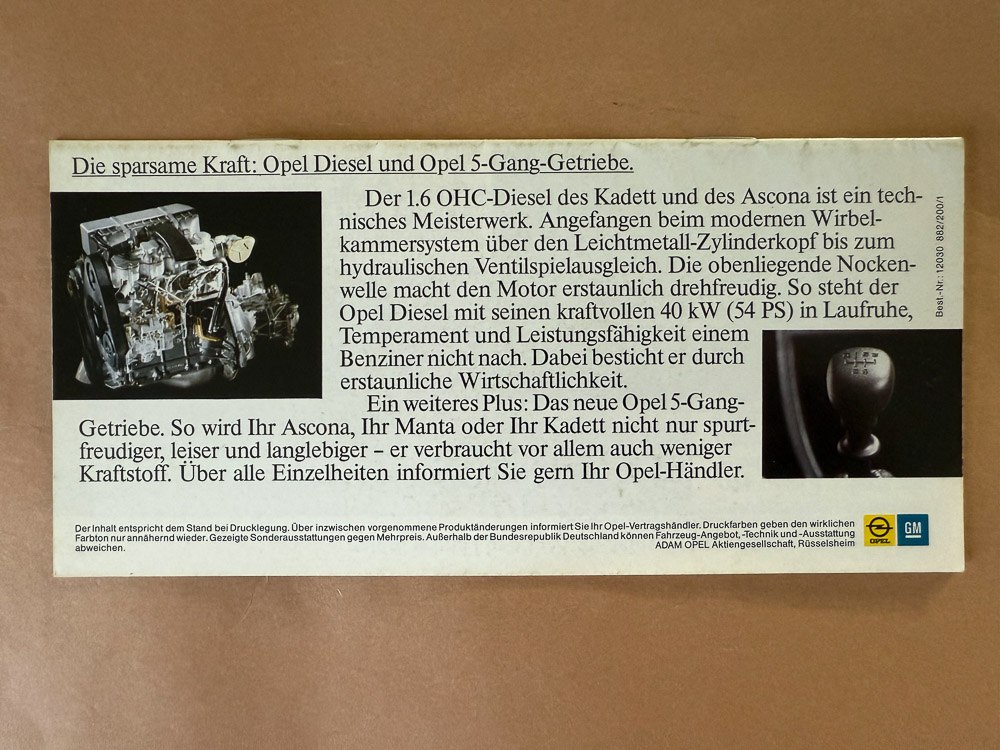 Die sparsame Kraft: Opel Diesel und Opel 5-Gang-Getriebe.
Der 1.6 OHC-Diesel des Kadett und des Ascona ist ein tech-
nisches Meisterwerk. Angefangen beim modernen Wirbel-
kammersystem über den Leichtmetall-Zylinderkopf bis zum
hydraulischen Ventilspielausgleich. Die obenliegende Nocken-
welle macht den Motor erstaunlich drehfreudig. So steht der
Opel Diesel mit seinen kraftvollen 40 kW (54 PS) in Laufruhe,
Temperament und Leistungsfähigkeit einem
Benziner nicht nach. Dabei besticht er durch
erstaunliche Wirtschaftlichkeit.
Ein weiteres Plus: Das neue Opel 5-Gang-
Getriebe. So wird Ihr Ascona, Ihr Manta oder Ihr Kadett nicht nur spurt-
freudiger, leiser und langlebiger – er verbraucht vor allem auch weniger
Kraftstoff. Über alle Einzelheiten informiert Sie gern Ihr Opel-Händler.
Best.-Nr.: 12030 882/200/1
Der Inhalt entspricht dem Stand bei Drucklegung. Über inzwischen vorgenommene Produktänderungen informiert Sie Ihr Opel-Vertragshändler. Druckfarben geben den wirklichen
Farbton nur annähernd wieder. Gezeigte Sonderausstattungen gegen Mehrpreis. Außerhalb der Bundesrepublik Deutschland können Fahrzeug-Angebot, -Technik und -Ausstattung
abweichen.
ADAM OPEL Aktiengesellschaft, Rüsselsheim
OPEL
GM